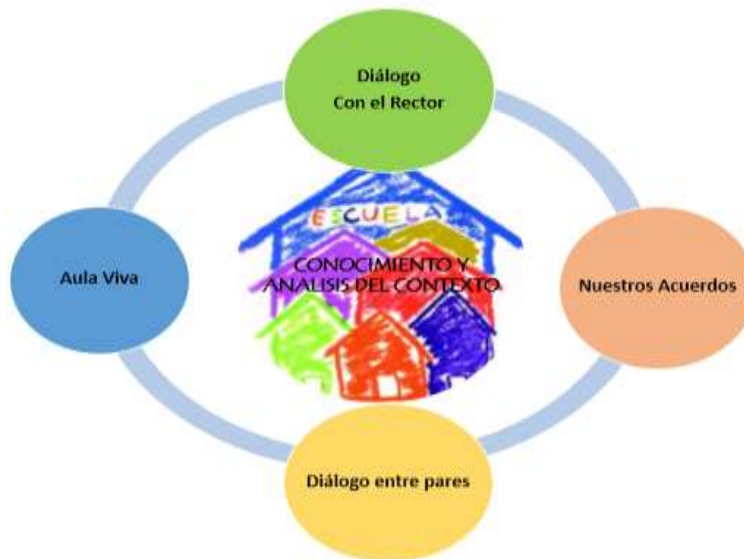 Diálogo
Con el Rector
ESCUELA
CONOCIMIENTO Y
ANALISIS DEL CONTEXTO
Aula Viva
Nuestros Acuerdos
Diálogo entre pares